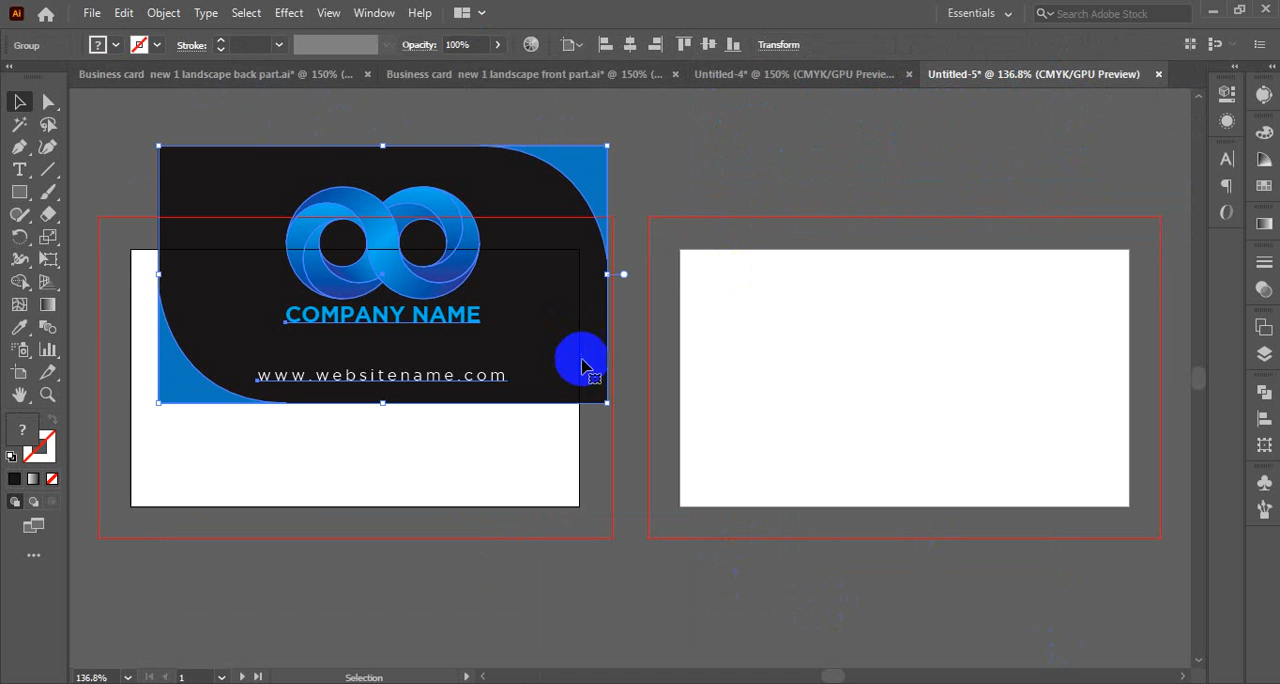 Ai File Edit Object Type Select Effect View Window Help Essentials Search Adobe Stock
Group ? Stroke: Opacity: 100% Transform
Business card new 1 landscape back part.ai* @ 150% (... Business card new 1 landscape front part.ai* @ 150% (... Untitled-4* @ 150% (CMYK/GPU Previe... Untitled-5* @ 136.8% (CMYK/GPU Preview)
COMPANY NAME
www.websitename.com
?
136.8% 1 Selection